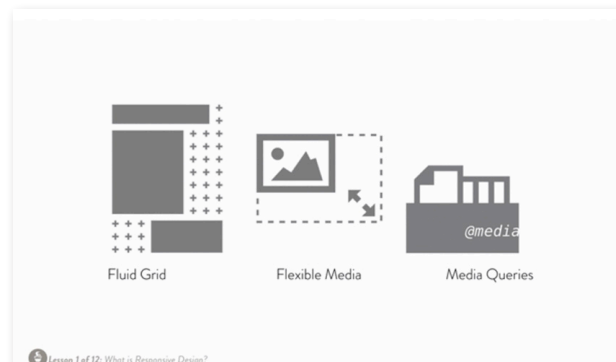 @media
Fluid Grid
Flexible Media
Media Queries
Lesson 1 of 12: What is Responsive Design?